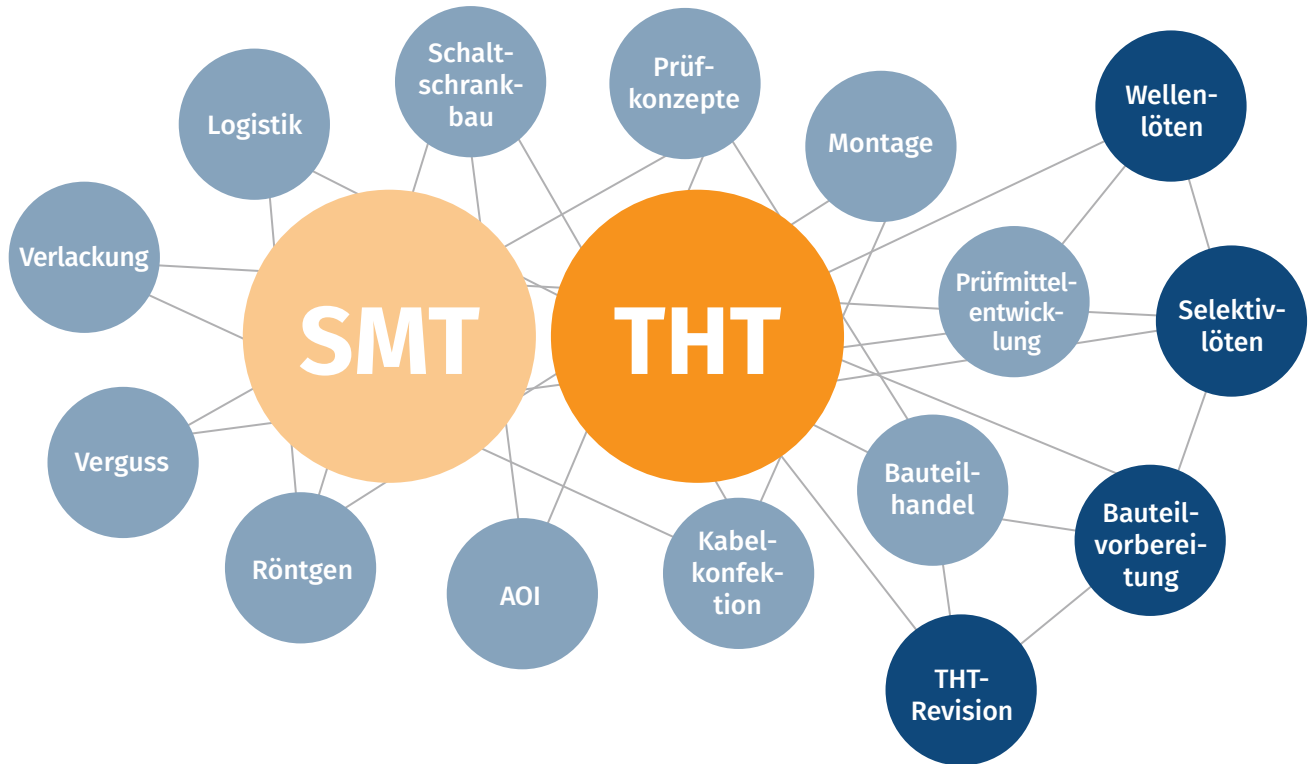 Schalt-
schrank-
bau
Prüf-
konzepte
Wellen-
löten
Logistik
Montage
Verlackung
SMT
THT
Prüfmittel-
entwick-
lung
Selektiv-
löten
Verguss
Bauteil-
handel
Bauteil-
vorberei-
tung
Röntgen
AOI
Kabel-
konfek-
tion
THT-
Revision